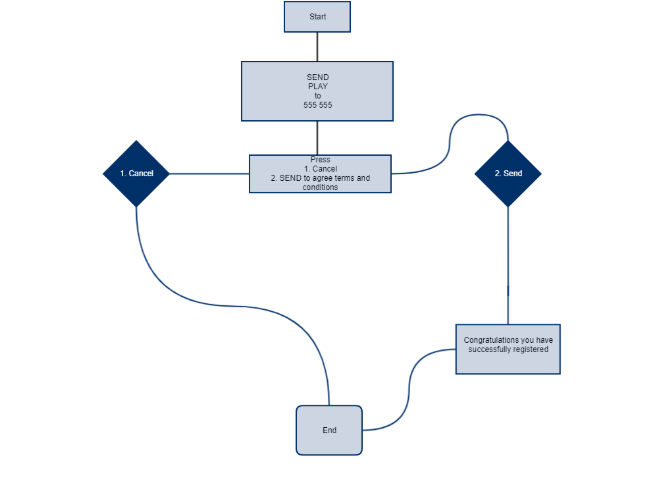 Start
SEND
PLAY
to
555 555
Press
1. Cancel
2. SEND to agree terms and
conditions
1. Cancel
2. Send
Congratulations you have
successfully registered
End